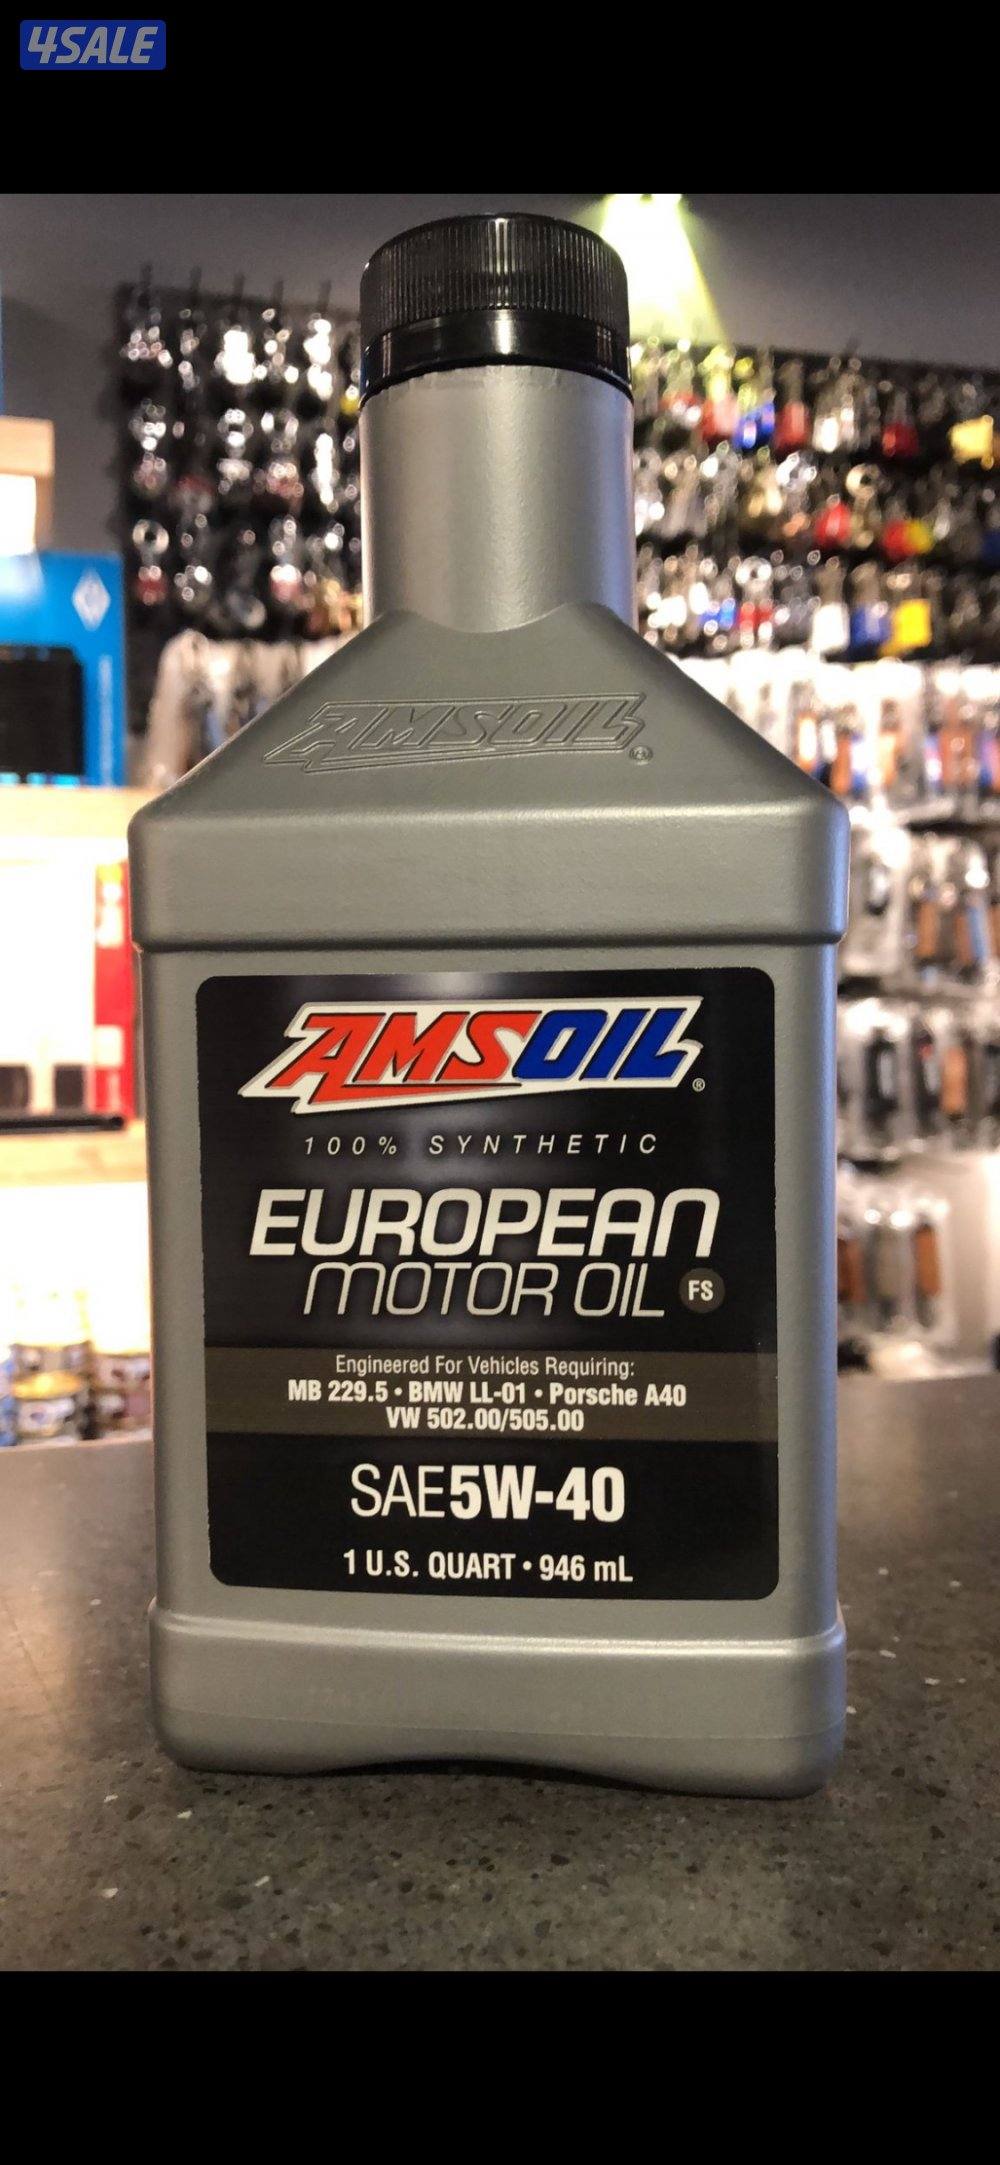 4SALE
AMSOIL
AMSOIL®
100% SYNTHETIC
EUROPEAN
MOTOR OIL FS
Engineered For Vehicles Requiring:
MB 229.5 • BMW LL-01 • Porsche A40
VW 502.00/505.00
SAE 5W-40
1 U.S. QUART • 946 mL